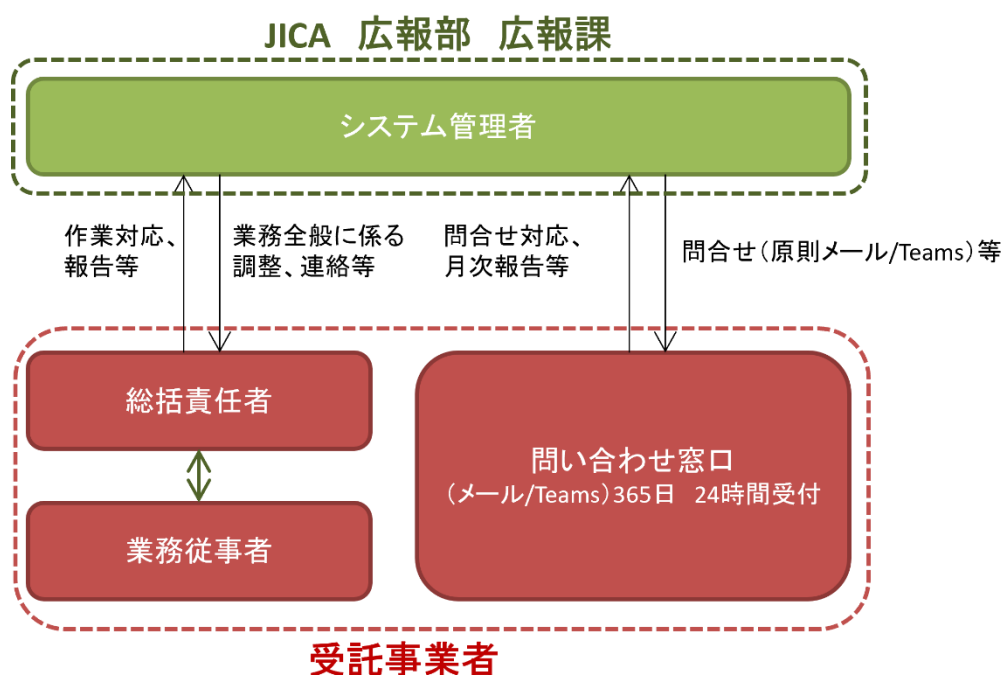 JICA 広報部 広報課
システム管理者
作業対応、
報告等
業務全般に係る
調整、連絡等
問合せ対応、
月次報告等
問合せ（原則メール/Teams）等
総括責任者
業務従事者
問い合わせ窓口
（メール/Teams）365日 24時間受付
受託事業者